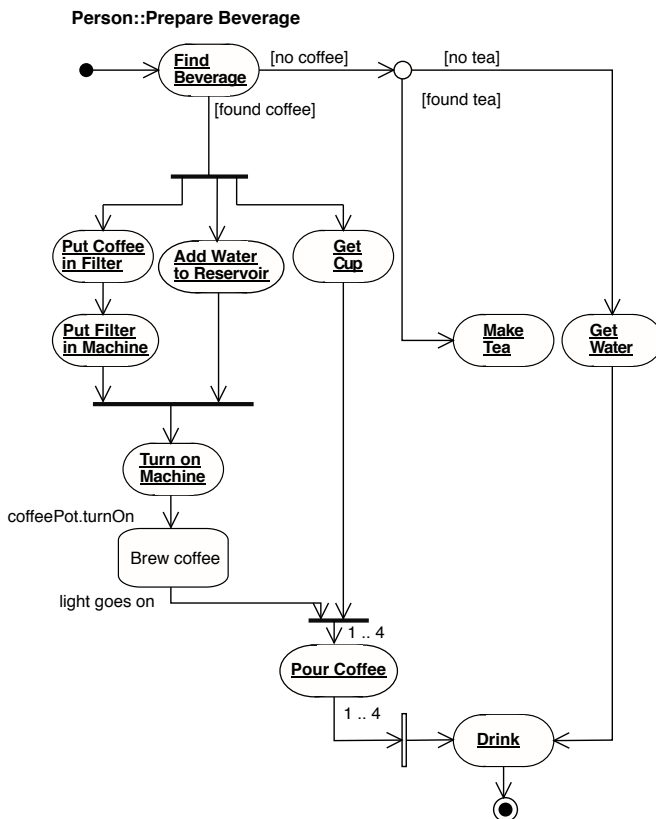 Person::Prepare Beverage
Find
Beverage
[no coffee]
[no tea]
[found coffee]
[found tea]
Put Coffee
in Filter
Add Water
to Reservoir
Get
Cup
Put Filter
in Machine
Make
Tea
Get
Water
Turn on
Machine
coffeePot.turnOn
Brew coffee
light goes on
1 .. 4
Pour Coffee
1 .. 4
Drink